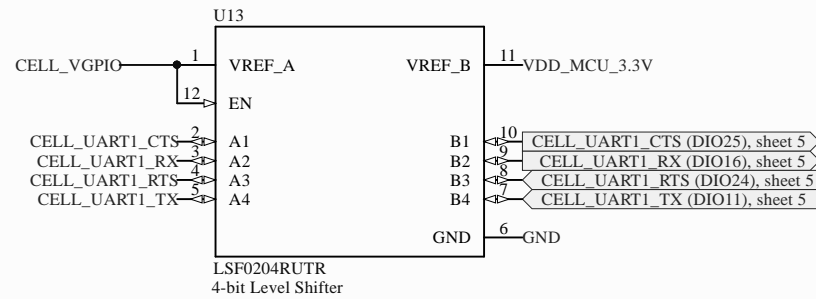 U13
CELL_VGPIO 1 VREF_A VREF_B 11 VDD_MCU_3.3V
12 EN
CELL_UART1_CTS 2 A1 B1 10 CELL_UART1_CTS (DIO25), sheet 5
CELL_UART1_RX 3 A2 B2 9 CELL_UART1_RX (DIO16), sheet 5
CELL_UART1_RTS 4 A3 B3 8 CELL_UART1_RTS (DIO24), sheet 5
CELL_UART1_TX 5 A4 B4 7 CELL_UART1_TX (DIO11), sheet 5
GND 6 GND
LSF0204RUTR
4-bit Level Shifter